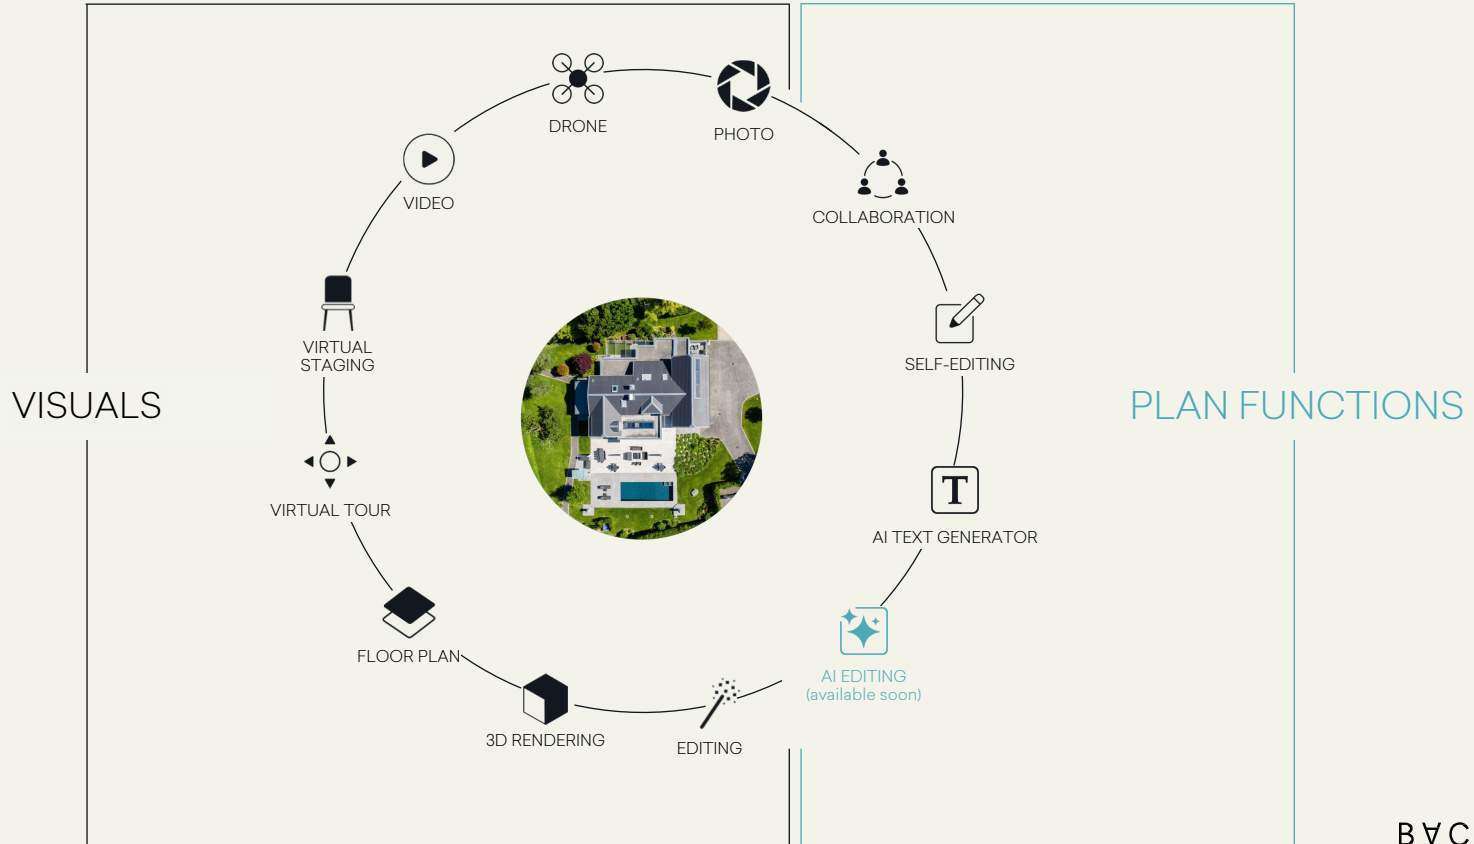 DRONE
PHOTO
VIDEO
COLLABORATION
VIRTUAL
STAGING
SELF-EDITING
VISUALS
PLAN FUNCTIONS
VIRTUAL TOUR
T
AI TEXT GENERATOR
FLOOR PLAN
AI EDITING
(available soon)
3D RENDERING
EDITING
B∀C